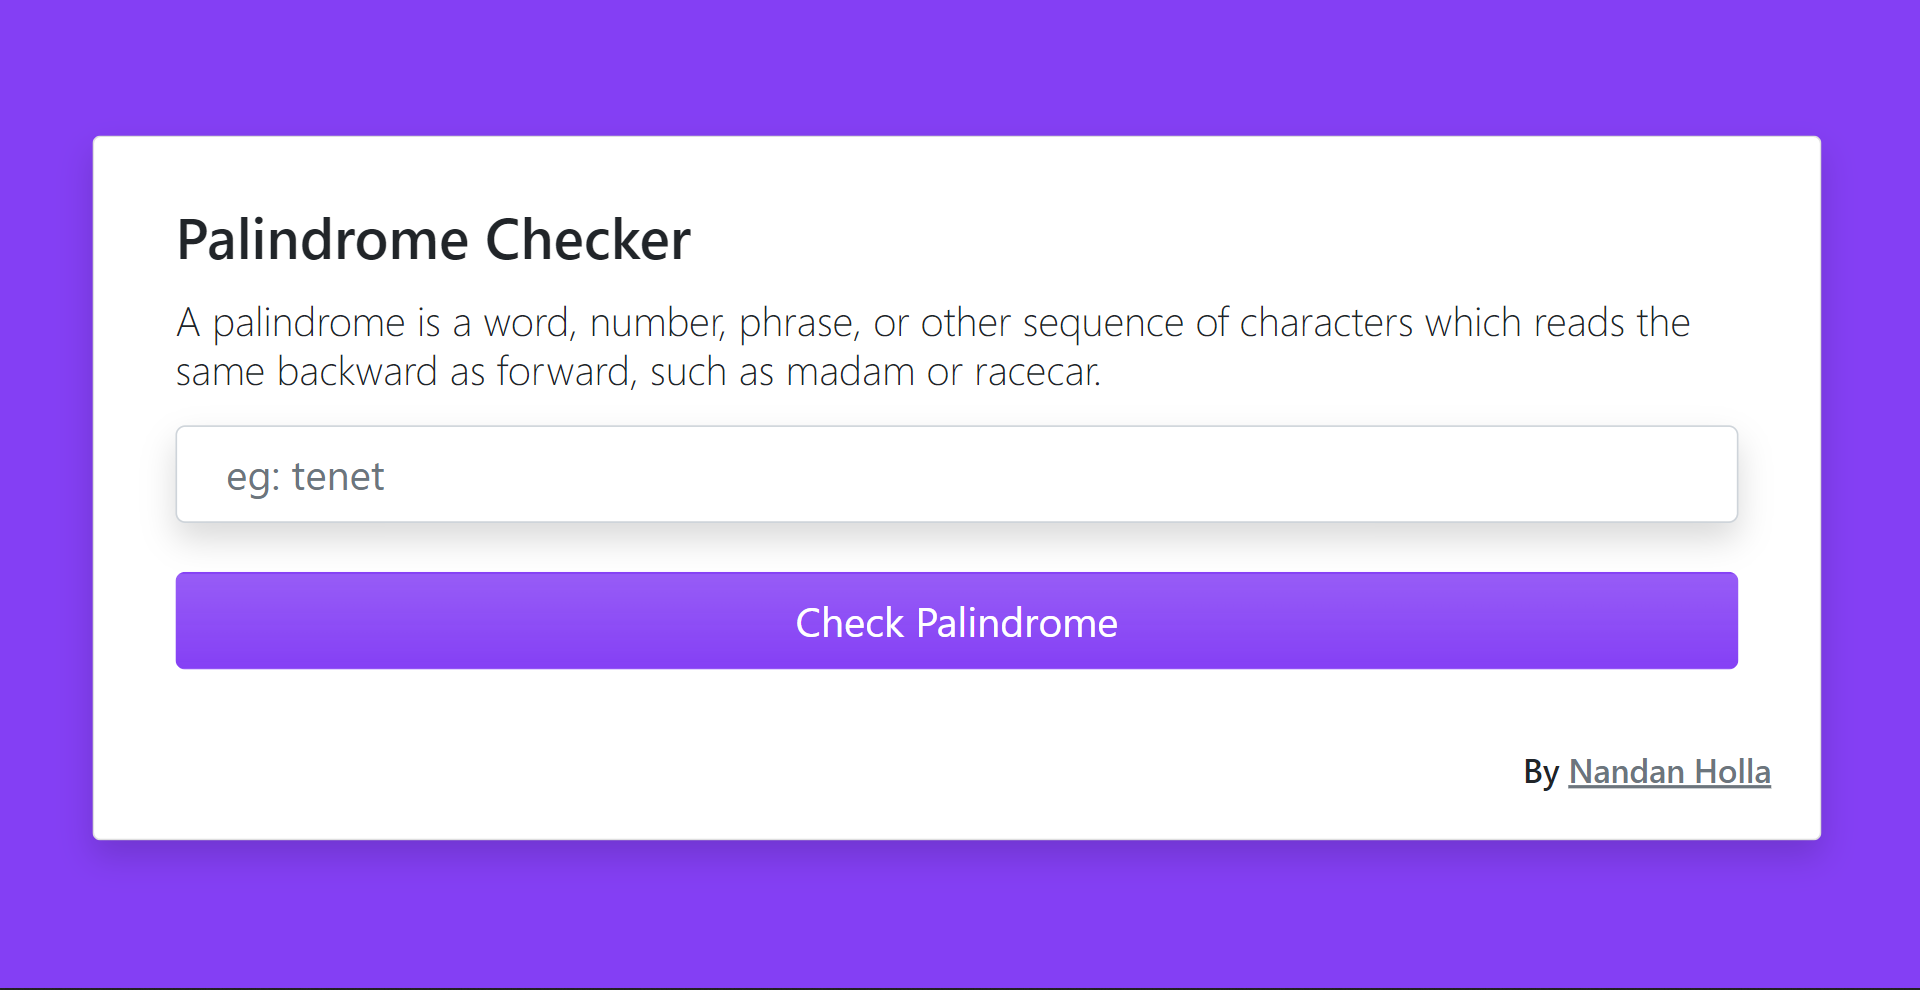 Palindrome Checker
A palindrome is a word, number, phrase, or other sequence of characters which reads the
same backward as forward, such as madam or racecar.
eg: tenet
Check Palindrome
By Nandan Holla